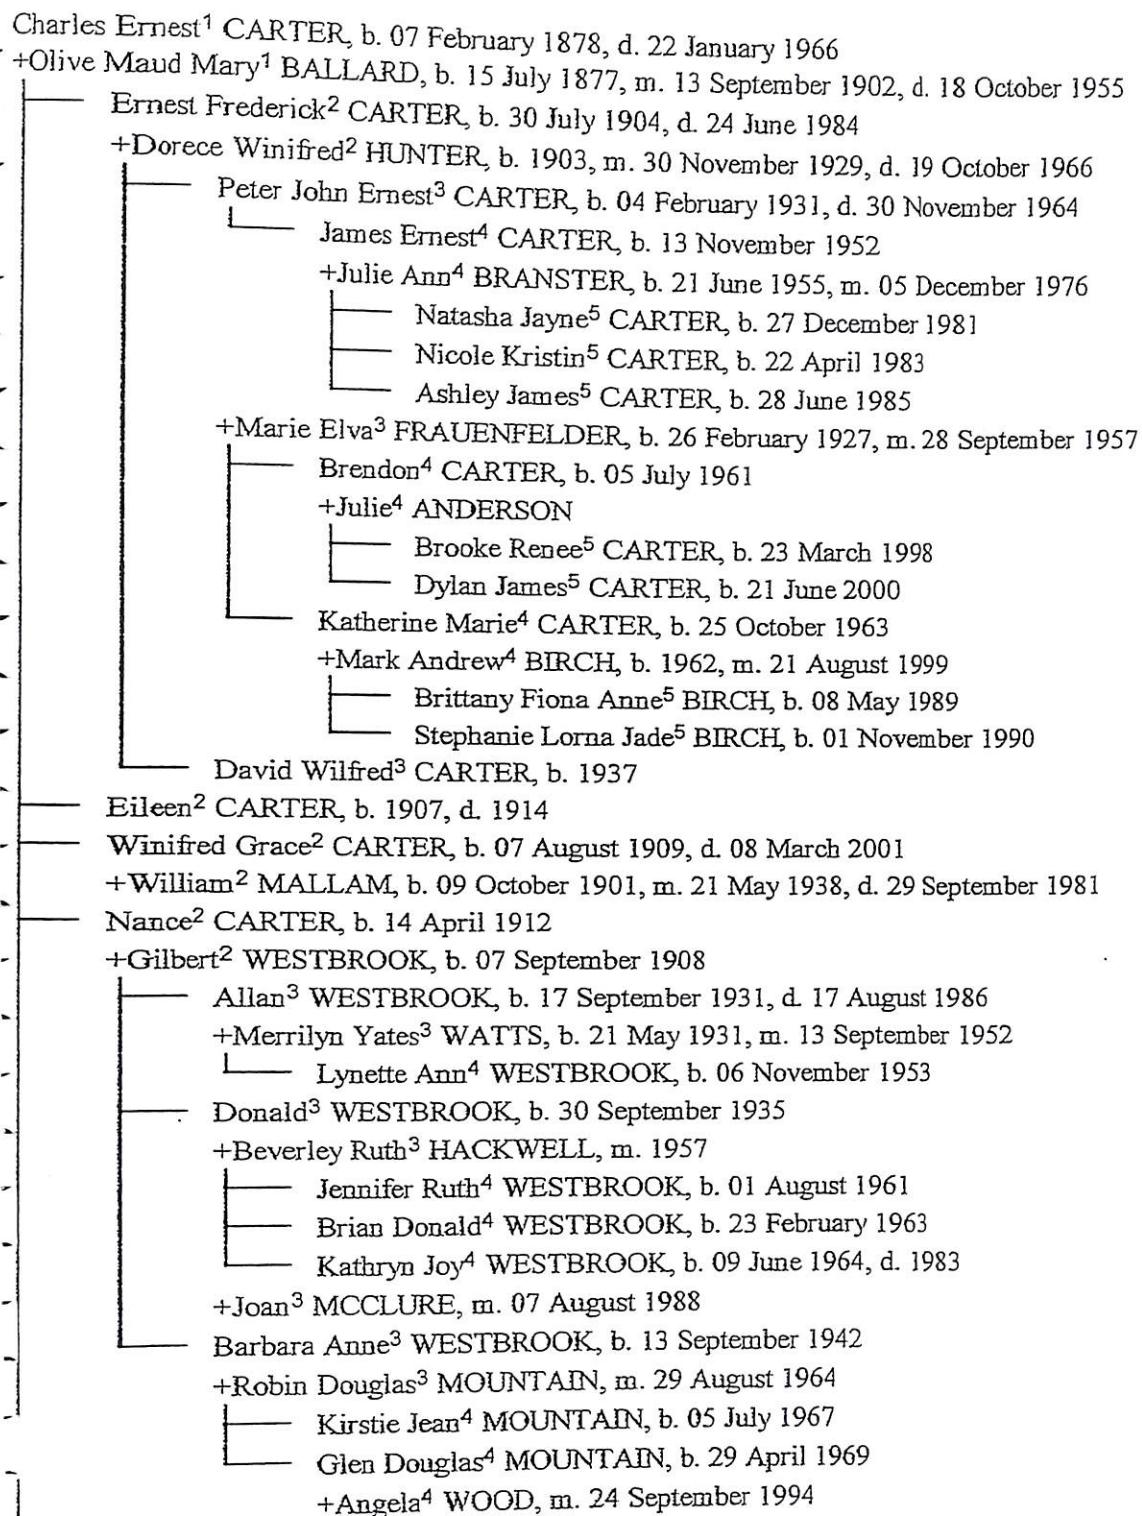 Charles Ernest¹ CARTER, b. 07 February 1878, d. 22 January 1966
+Olive Maud Mary¹ BALLARD, b. 15 July 1877, m. 13 September 1902, d. 18 October 1955
Ernest Frederick² CARTER, b. 30 July 1904, d. 24 June 1984
+Dorece Winifred² HUNTER, b. 1903, m. 30 November 1929, d. 19 October 1966
Peter John Ernest³ CARTER, b. 04 February 1931, d. 30 November 1964
James Ernest⁴ CARTER, b. 13 November 1952
+Julie Ann⁴ BRANSTER, b. 21 June 1955, m. 05 December 1976
Natasha Jayne⁵ CARTER, b. 27 December 1981
Nicole Kristin⁵ CARTER, b. 22 April 1983
Ashley James⁵ CARTER, b. 28 June 1985
+Marie Elva³ FRAUENFELDER, b. 26 February 1927, m. 28 September 1957
Brendon⁴ CARTER, b. 05 July 1961
+Julie⁴ ANDERSON
Brooke Renee⁵ CARTER, b. 23 March 1998
Dylan James⁵ CARTER, b. 21 June 2000
Katherine Marie⁴ CARTER, b. 25 October 1963
+Mark Andrew⁴ BIRCH, b. 1962, m. 21 August 1999
Brittany Fiona Anne⁵ BIRCH, b. 08 May 1989
Stephanie Lorna Jade⁵ BIRCH, b. 01 November 1990
David Wilfred³ CARTER, b. 1937
Eileen² CARTER, b. 1907, d. 1914
Winifred Grace² CARTER, b. 07 August 1909, d. 08 March 2001
+William² MALLAM, b. 09 October 1901, m. 21 May 1938, d. 29 September 1981
Nance² CARTER, b. 14 April 1912
+Gilbert² WESTBROOK, b. 07 September 1908
Allan³ WESTBROOK, b. 17 September 1931, d. 17 August 1986
+Merrilyn Yates³ WATTS, b. 21 May 1931, m. 13 September 1952
Lynette Ann⁴ WESTBROOK, b. 06 November 1953
Donald³ WESTBROOK, b. 30 September 1935
+Beverley Ruth³ HACKWELL, m. 1957
Jennifer Ruth⁴ WESTBROOK, b. 01 August 1961
Brian Donald⁴ WESTBROOK, b. 23 February 1963
Kathryn Joy⁴ WESTBROOK, b. 09 June 1964, d. 1983
+Joan³ MCCLURE, m. 07 August 1988
Barbara Anne³ WESTBROOK, b. 13 September 1942
+Robin Douglas³ MOUNTAIN, m. 29 August 1964
Kirstie Jean⁴ MOUNTAIN, b. 05 July 1967
Glen Douglas⁴ MOUNTAIN, b. 29 April 1969
+Angela⁴ WOOD, m. 24 September 1994